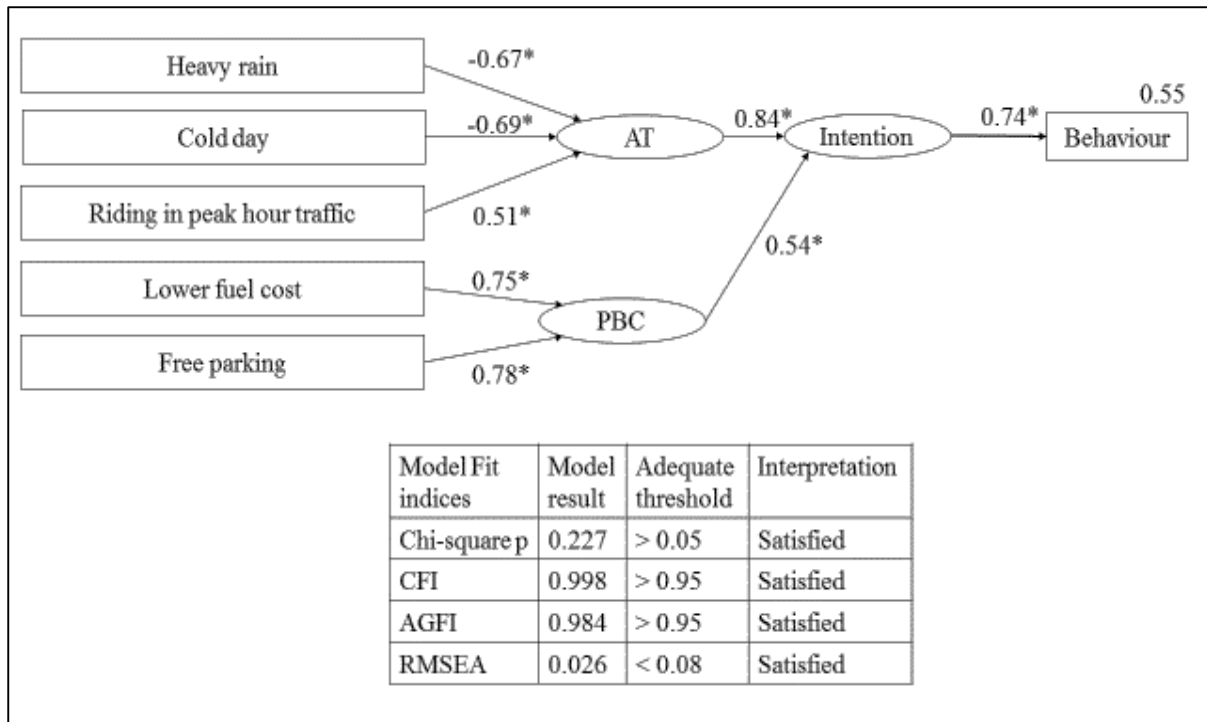 Heavy rain
-0.67*
0.55
Cold day
-0.69*
AT
0.84*
Intention
0.74*
Behaviour
Riding in peak hour traffic
0.51*
0.54*
Lower fuel cost
0.75*
PBC
Free parking
0.78*
Model Fit indices Model result Adequate threshold Interpretation
Chi-square p 0.227 > 0.05 Satisfied
CFI 0.998 > 0.95 Satisfied
AGFI 0.984 > 0.95 Satisfied
RMSEA 0.026 < 0.08 Satisfied